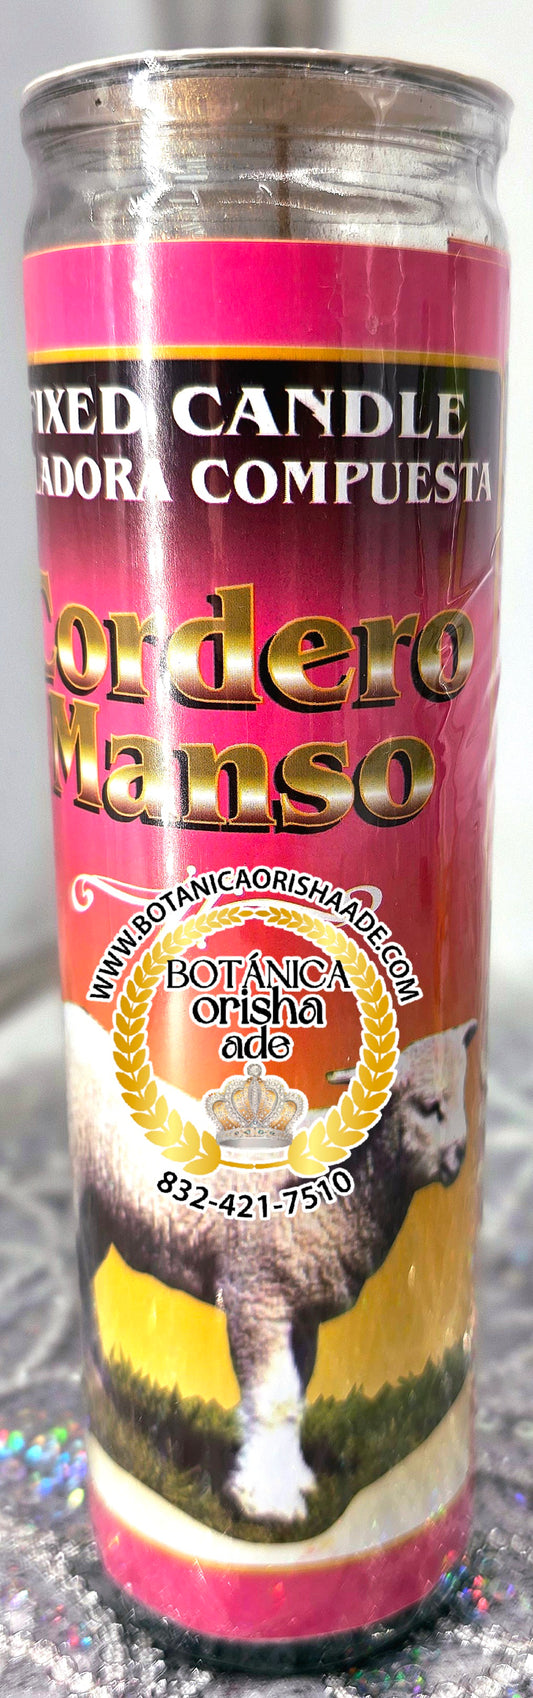 FIXED CANDLE
LADORA COMPUESTA
Cordero
Manso
WWW.BOTANICAORISHAADE.COM
BOTÁNICA
orisha
ade
832-421-7510